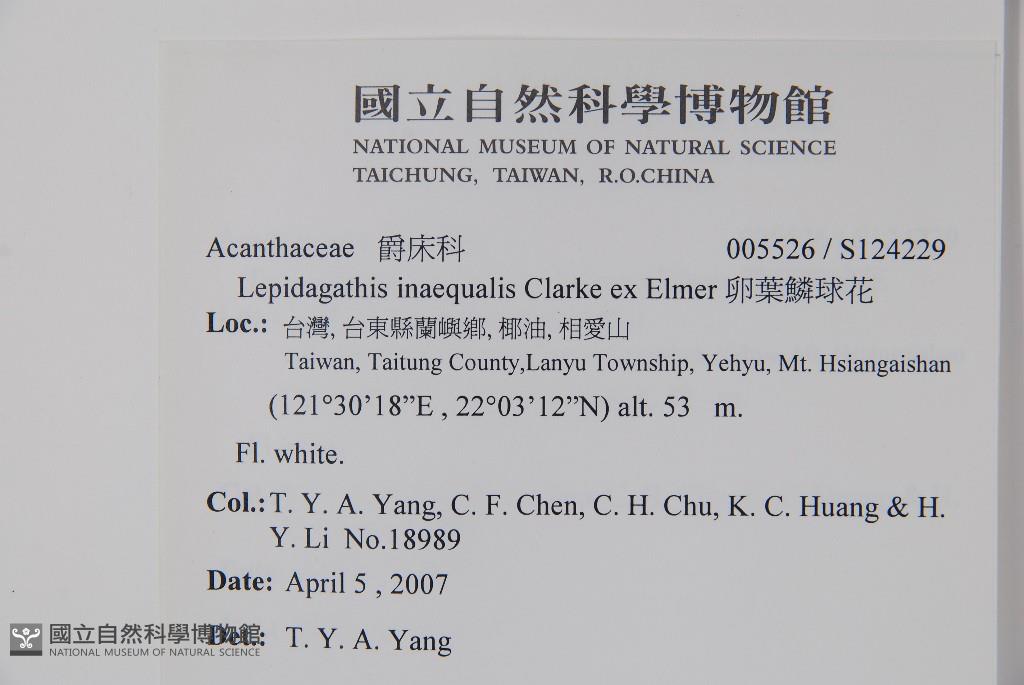 國立自然科學博物館
NATIONAL MUSEUM OF NATURAL SCIENCE
TAICHUNG, TAIWAN, R.O.CHINA
Acanthaceae 爵床科 005526 / S124229
Lepidagathis inaequalis Clarke ex Elmer 卵葉鱗球花
Loc.: 台灣, 台東縣蘭嶼鄉, 椰油, 相愛山
Taiwan, Taitung County,Lanyu Township, Yehyu, Mt. Hsiangaishan
(121°30’18”E , 22°03’12”N) alt. 53 m.
Fl. white.
Col.: T. Y. A. Yang, C. F. Chen, C. H. Chu, K. C. Huang & H.
Y. Li No.18989
Date: April 5 , 2007
Det.: T. Y. A. Yang
國立自然科學博物館
NATIONAL MUSEUM OF NATURAL SCIENCE